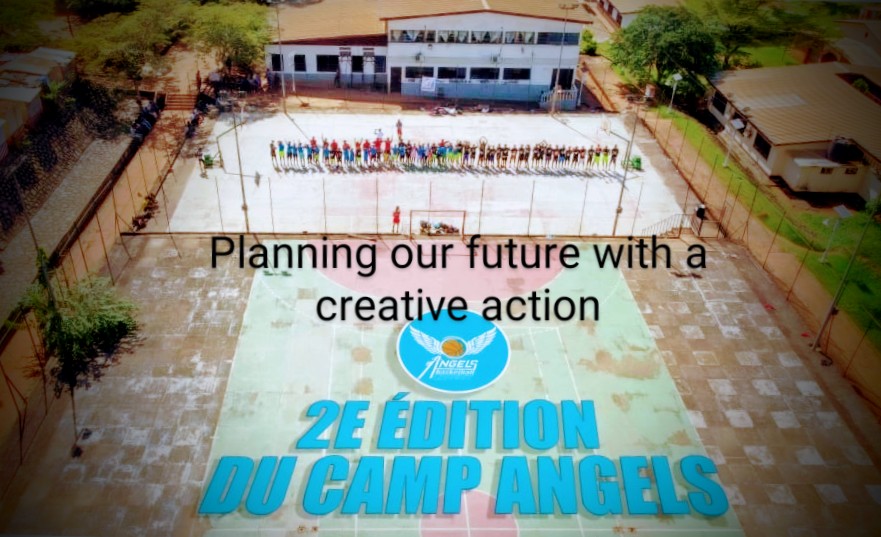 Planning our future with a
creative action
ANGELS
2E ÉDITION
DU CAMP ANGELS